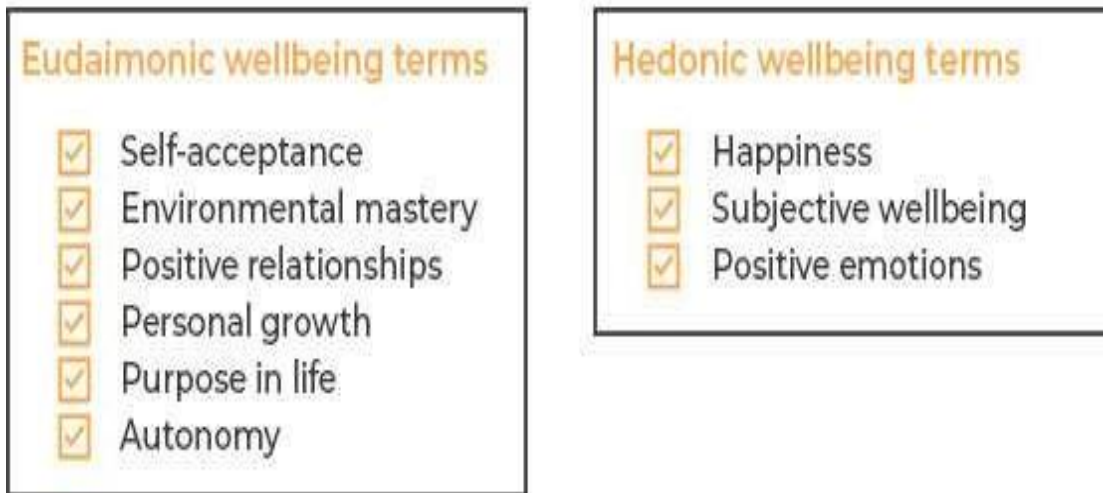 Eudaimonic wellbeing terms
Self-acceptance
Environmental mastery
Positive relationships
Personal growth
Purpose in life
Autonomy
Hedonic wellbeing terms
Happiness
Subjective wellbeing
Positive emotions